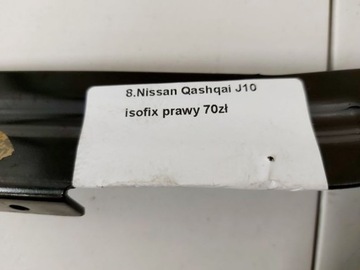 8.Nissan Qashqai J10
isofix prawy 70zł